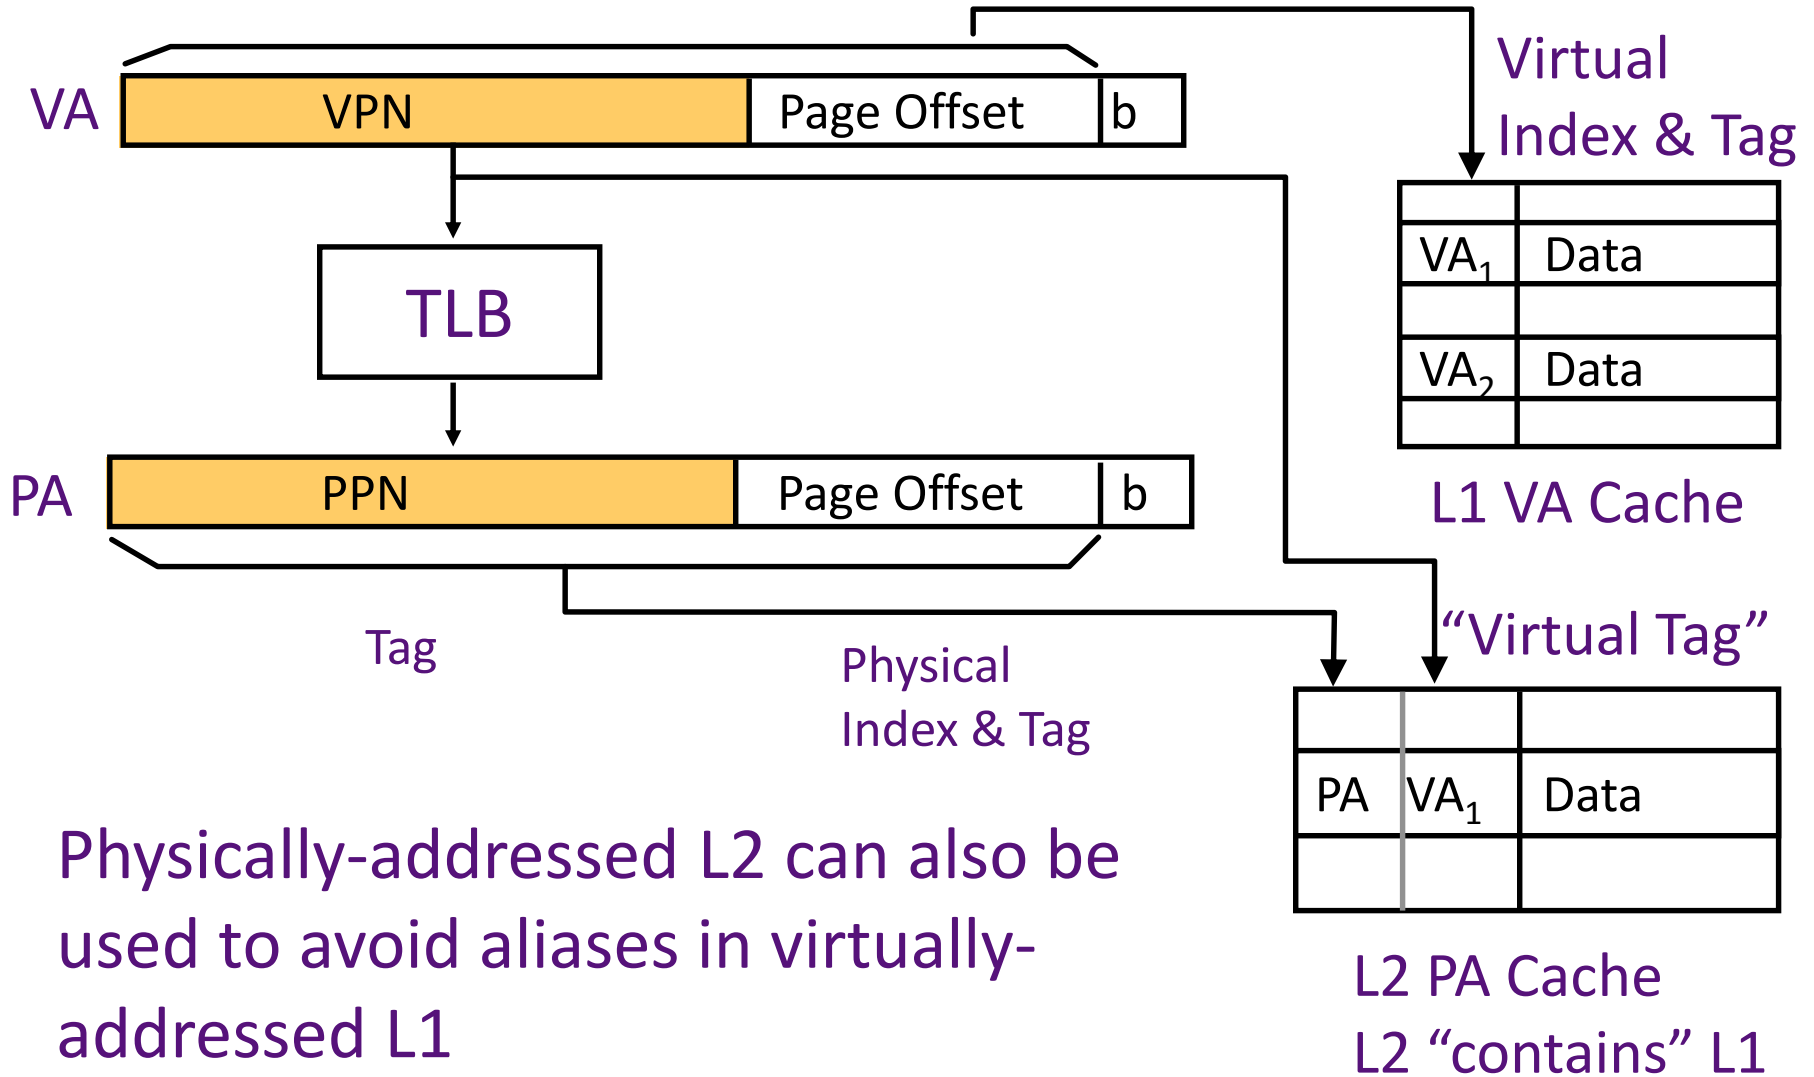 VA
VPN
Page Offset
b
Virtual
Index & Tag
VA1
Data
TLB
VA2
Data
PA
PPN
Page Offset
b
L1 VA Cache
Tag
Physical
Index & Tag
“Virtual Tag”
PA
VA1
Data
Physically-addressed L2 can also be
used to avoid aliases in virtually-
addressed L1
L2 PA Cache
L2 “contains” L1